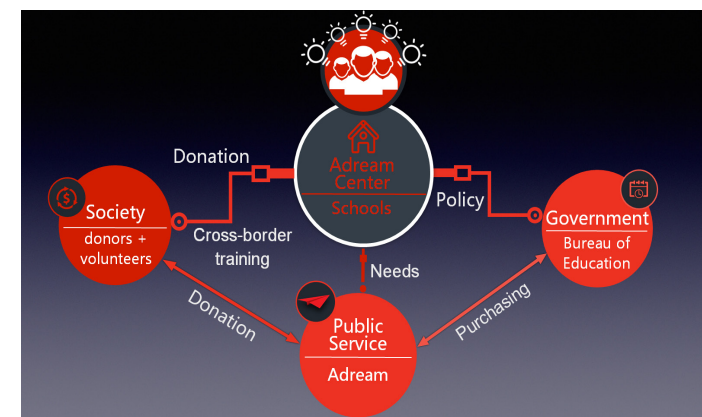 Adream
Center
Schools
Donation
Policy
Society
donors +
volunteers
Cross-border
training
Government
Bureau of
Education
Needs
Donation
Purchasing
Public
Service
Adream
$